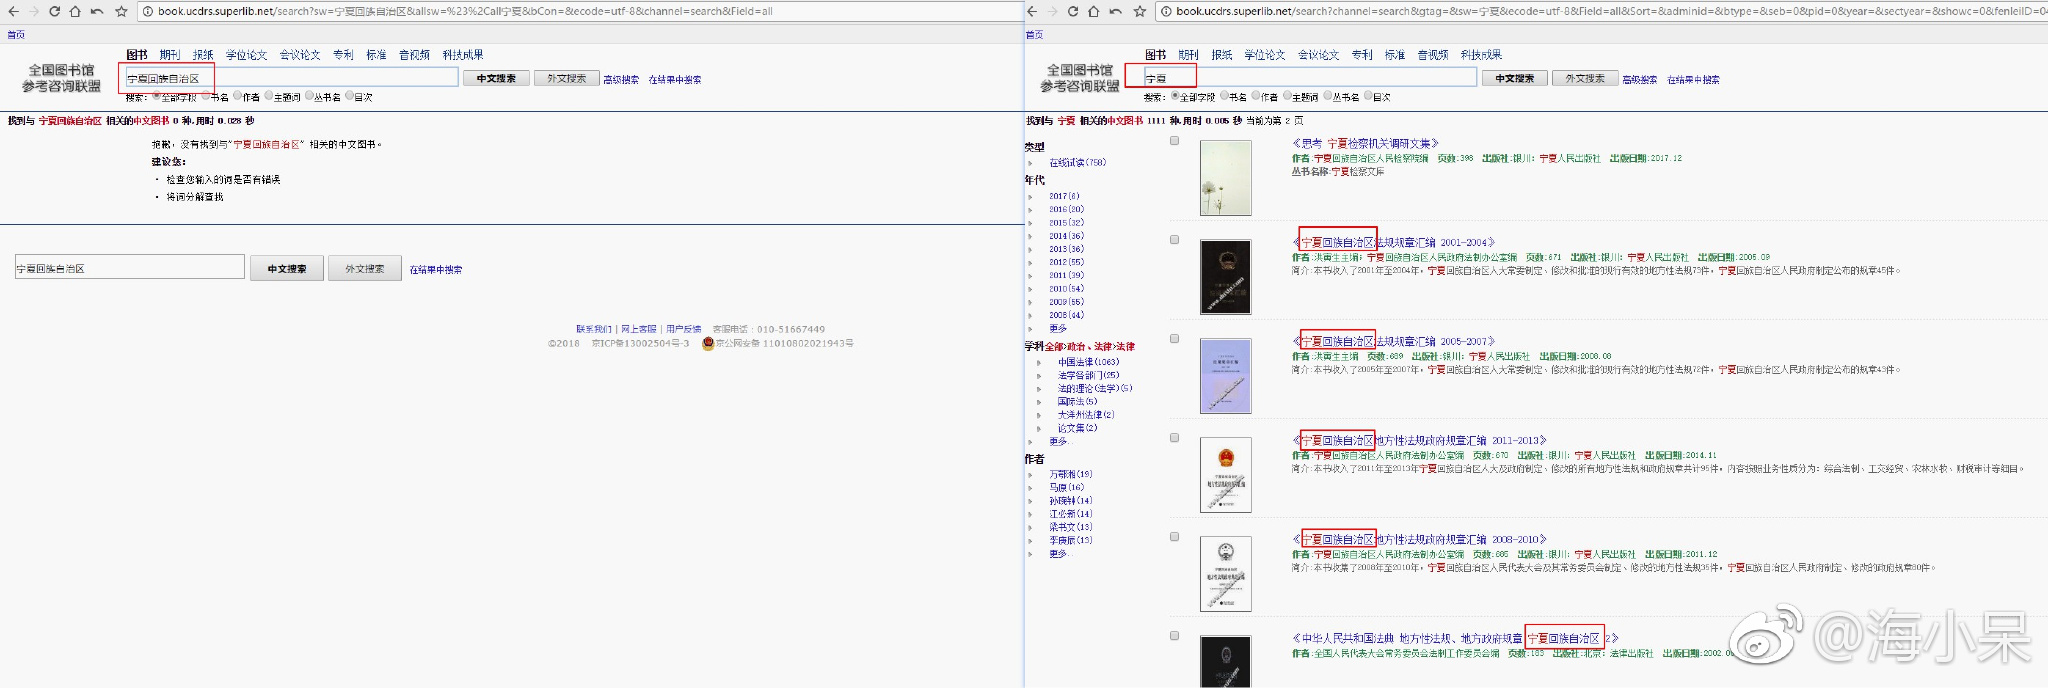 book.ucdrs.superlib.net/search?sw=宁夏回族自治区&allsw=%23%2Call宁夏&bCon=&ecode=utf-8&channel=search&Field=all
首页
图书 期刊 报纸 学位论文 会议论文 专利 标准 音视频 科技成果
全国图书馆
参考咨询联盟
宁夏回族自治区
中文搜索 外文搜索 高级搜索 在结果中搜索
搜索: 全部字段 书名 作者 主题词 丛书名 目次
找到与 宁夏回族自治区 相关的中文图书 0 种,用时 0.028 秒
抱歉，没有找到与"宁夏回族自治区" 相关的中文图书。
建议您:
· 检查您输入的词是否有错误
· 将词分解查找
宁夏回族自治区 中文搜索 外文搜索 在结果中搜索
联系我们 | 网上客服 | 用户反馈 客服电话：010-51667449
©2018 京ICP备13002504号-3 京公网安备 11010802021943号
book.ucdrs.superlib.net/search?channel=search&gtag=&sw=宁夏&ecode=utf-8&Field=all&Sort=&adminid=&btype=&seb=0&pid=0&year=&sectyear=&showc=0&fenleiID=04
首页
图书 期刊 报纸 学位论文 会议论文 专利 标准 音视频 科技成果
全国图书馆
参考咨询联盟
宁夏
中文搜索 外文搜索 高级搜索 在结果中搜索
搜索: 全部字段 书名 作者 主题词 丛书名 目次
找到与 宁夏 相关的中文图书 1111 种,用时 0.005 秒 当前为第 2 页
类型
在线试读(758)
年代
2017(6)
2016(20)
2015(32)
2014(36)
2013(36)
2012(55)
2011(39)
2010(54)
2009(55)
2008(44)
更多
学科全部>政治、法律>法律
中国法律(1063)
法学各部门(25)
法的理论(法学)(5)
国际法(5)
大洋州法律(2)
论文集(2)
更多..
作者
万鄂湘(19)
马原(16)
孙琬钟(14)
江必新(14)
梁书文(13)
李庚辰(13)
更多..
《思考 宁夏检察机关调研文集》
作者:宁夏回族自治区人民检察院编 页数:398 出版社:银川：宁夏人民出版社 出版日期:2017.12
丛书名称:宁夏检察文库
《宁夏回族自治区法规规章汇编 2001-2004》
作者:洪寅生主编；宁夏回族自治区人民政府法制办公室编 页数:671 出版社:银川：宁夏人民出版社 出版日期:2005.09
简介:本书收入了2001年至2004年，宁夏回族自治区人大常委制定、修改和批准的现行有效的地方性法规73件，宁夏回族自治区人民政府制定公布的规章45件。
《宁夏回族自治区法规规章汇编 2005-2007》
作者:洪寅生主编 页数:689 出版社:银川：宁夏人民出版社 出版日期:2008.08
简介:本书收入了2005年至2007年，宁夏回族自治区人大常委制定、修改和批准的现行有效的地方性法规72件，宁夏回族自治区人民政府制定公布的规章43件。
《宁夏回族自治区地方性法规政府规章汇编 2011-2013》
作者:宁夏回族自治区人民政府法制办公室编 页数:670 出版社:银川：宁夏人民出版社 出版日期:2014.11
简介:本书收入了2011年至2013年宁夏回族自治区人大及政府制定、修改的所有地方性法规和政府规章共计95件，内容按照业务性质分为：综合法制、工交经贸、农林水牧、财税审计等细目。
《宁夏回族自治区地方性法规政府规章汇编 2008-2010》
作者:宁夏回族自治区人民政府法制办公室编 页数:685 出版社:银川：宁夏人民出版社 出版日期:2011.12
简介:本书收集了2008年至2010年，宁夏回族自治区人民代表大会及其常务委员会制定、修改的地方性法规35件，宁夏回族自治区人民政府制定、修改的政府规章80件。
《中华人民共和国法典 地方性法规、地方政府规章 宁夏回族自治区 2》
作者:全国人民代表大会常务委员会法制工作委员会编 页数:183 出版社:北京：法律出版社 出版日期:2002.08
@海小呆